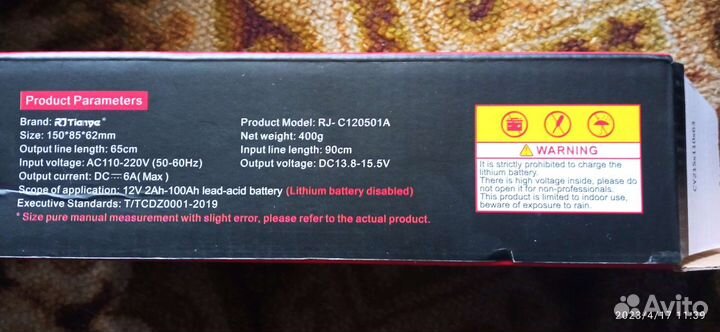 Product Parameters
Brand: RJTianye®
Product Model: RJ- C120501A
Size: 150*85*62mm
Net weight: 400g
Output line length: 65cm
Input line length: 90cm
Input voltage: AC110-220V (50-60Hz)
Output voltage: DC13.8-15.5V
Output current: DC⎓6A( Max )
Scope of application: 12V 2Ah-100Ah lead-acid battery (Lithium battery disabled)
Executive Standards: T/TCDZ0001-2019
*Size pure manual measurement with slight error, please refer to the actual product.
WARNING
It is strictly prohibited to charge the
lithium battery.
There is high voltage inside, please do
not open it for non-professionals.
This product is limited to indoor use,
beware of exposure to rain.
CY215x110x63
2023/4/17 11:39
Avito